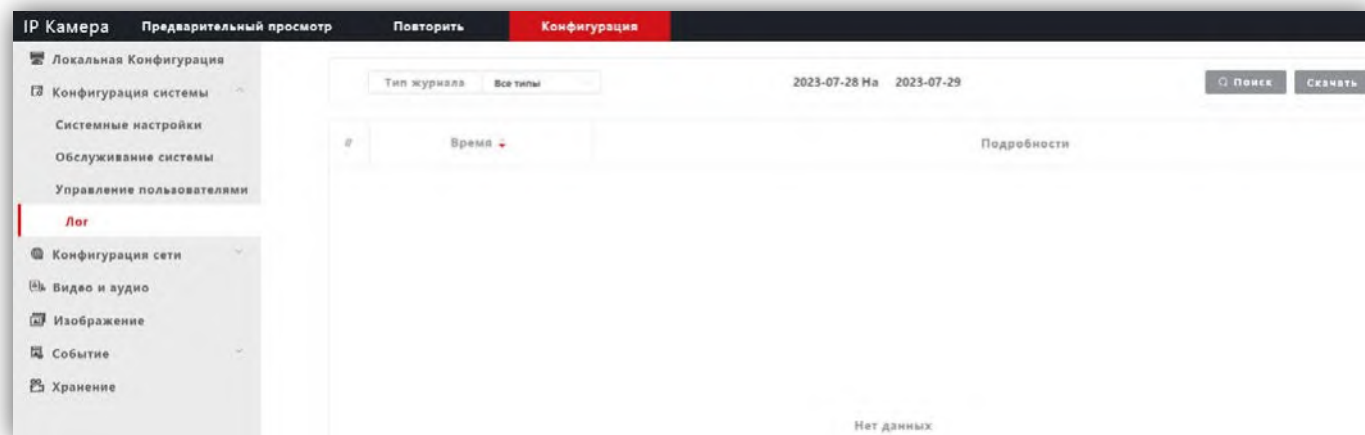 IP Камера Предварительный просмотр Повторить Конфигурация
Локальная Конфигурация
Конфигурация системы
Системные настройки
Обслуживание системы
Управление пользователями
Лог
Конфигурация сети
Видео и аудио
Изображение
Событие
Хранение
Тип журнала Все типы 2023-07-28 На 2023-07-29 Поиск Скачать
# Время Подробности
Нет данных